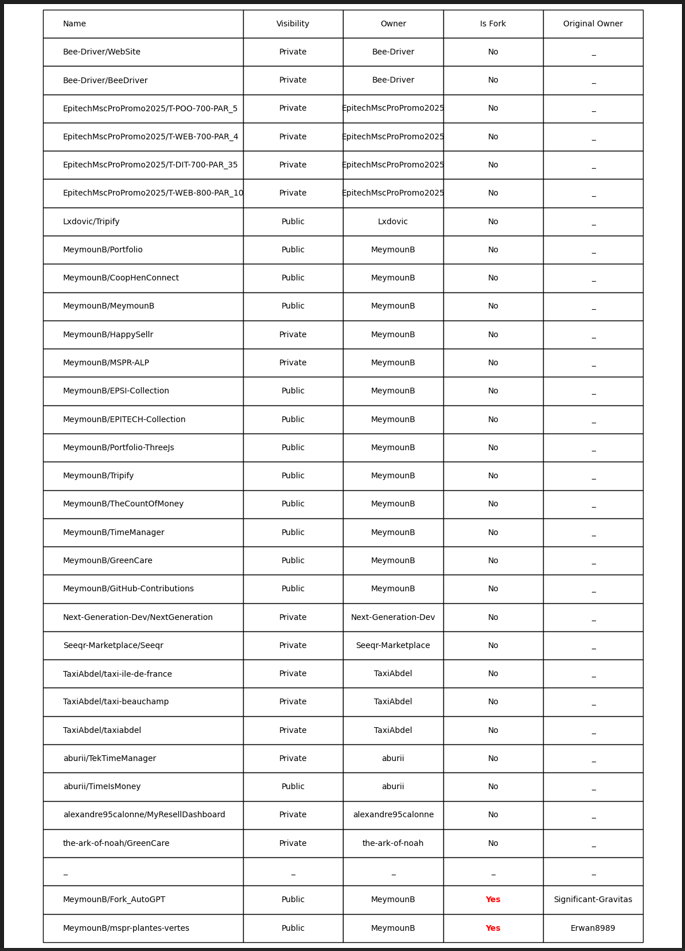 Name Visibility Owner Is Fork Original Owner
Bee-Driver/WebSite Private Bee-Driver No _
Bee-Driver/BeeDriver Private Bee-Driver No _
EpitechMscProPromo2025/T-POO-700-PAR_5 Private EpitechMscProPromo2025 No _
EpitechMscProPromo2025/T-WEB-700-PAR_4 Private EpitechMscProPromo2025 No _
EpitechMscProPromo2025/T-DIT-700-PAR_35 Private EpitechMscProPromo2025 No _
EpitechMscProPromo2025/T-WEB-800-PAR_10 Private EpitechMscProPromo2025 No _
Lxdovic/Tripify Public Lxdovic No _
MeymounB/Portfolio Public MeymounB No _
MeymounB/CoopHenConnect Public MeymounB No _
MeymounB/MeymounB Public MeymounB No _
MeymounB/HappySellr Private MeymounB No _
MeymounB/MSPR-ALP Private MeymounB No _
MeymounB/EPSI-Collection Public MeymounB No _
MeymounB/EPITECH-Collection Public MeymounB No _
MeymounB/Portfolio-ThreeJs Public MeymounB No _
MeymounB/Tripify Public MeymounB No _
MeymounB/TheCountOfMoney Public MeymounB No _
MeymounB/TimeManager Public MeymounB No _
MeymounB/GreenCare Public MeymounB No _
MeymounB/GitHub-Contributions Public MeymounB No _
Next-Generation-Dev/NextGeneration Private Next-Generation-Dev No _
Seeqr-Marketplace/Seeqr Private Seeqr-Marketplace No _
TaxiAbdel/taxi-ile-de-france Private TaxiAbdel No _
TaxiAbdel/taxi-beauchamp Private TaxiAbdel No _
TaxiAbdel/taxiabdel Private TaxiAbdel No _
aburii/TekTimeManager Private aburii No _
aburii/TimeIsMoney Public aburii No _
alexandre95calonne/MyResellDashboard Private alexandre95calonne No _
the-ark-of-noah/GreenCare Private the-ark-of-noah No _
_ _ _ _ _
MeymounB/Fork_AutoGPT Public MeymounB Yes Significant-Gravitas
MeymounB/mspr-plantes-vertes Public MeymounB Yes Erwan8989